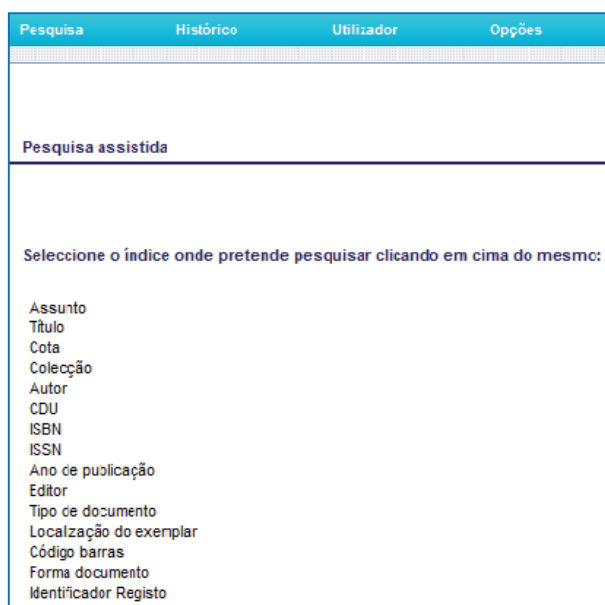 Pesquisa Histórico Utilizador Opções
Pesquisa assistida
Seleccione o índice onde pretende pesquisar clicando em cima do mesmo:
Assunto
Título
Cota
Colecção
Autor
CDU
ISBN
ISSN
Ano de publicação
Editor
Tipo de documento
Localização do exemplar
Código barras
Forma documento
Identificador Registo